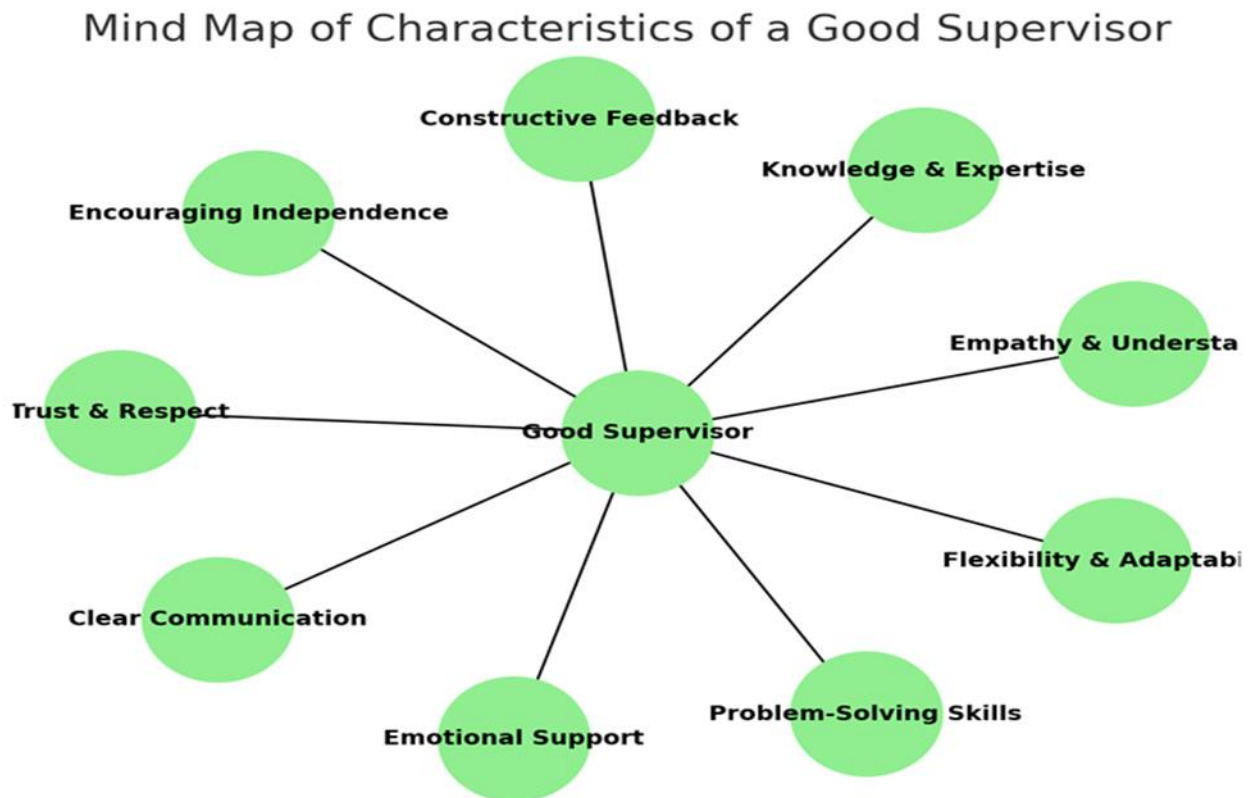 Mind Map of Characteristics of a Good Supervisor
Constructive Feedback
Knowledge & Expertise
Encouraging Independence
Empathy & Understa
Trust & Respect
Good Supervisor
Flexibility & Adaptabi
Clear Communication
Problem-Solving Skills
Emotional Support